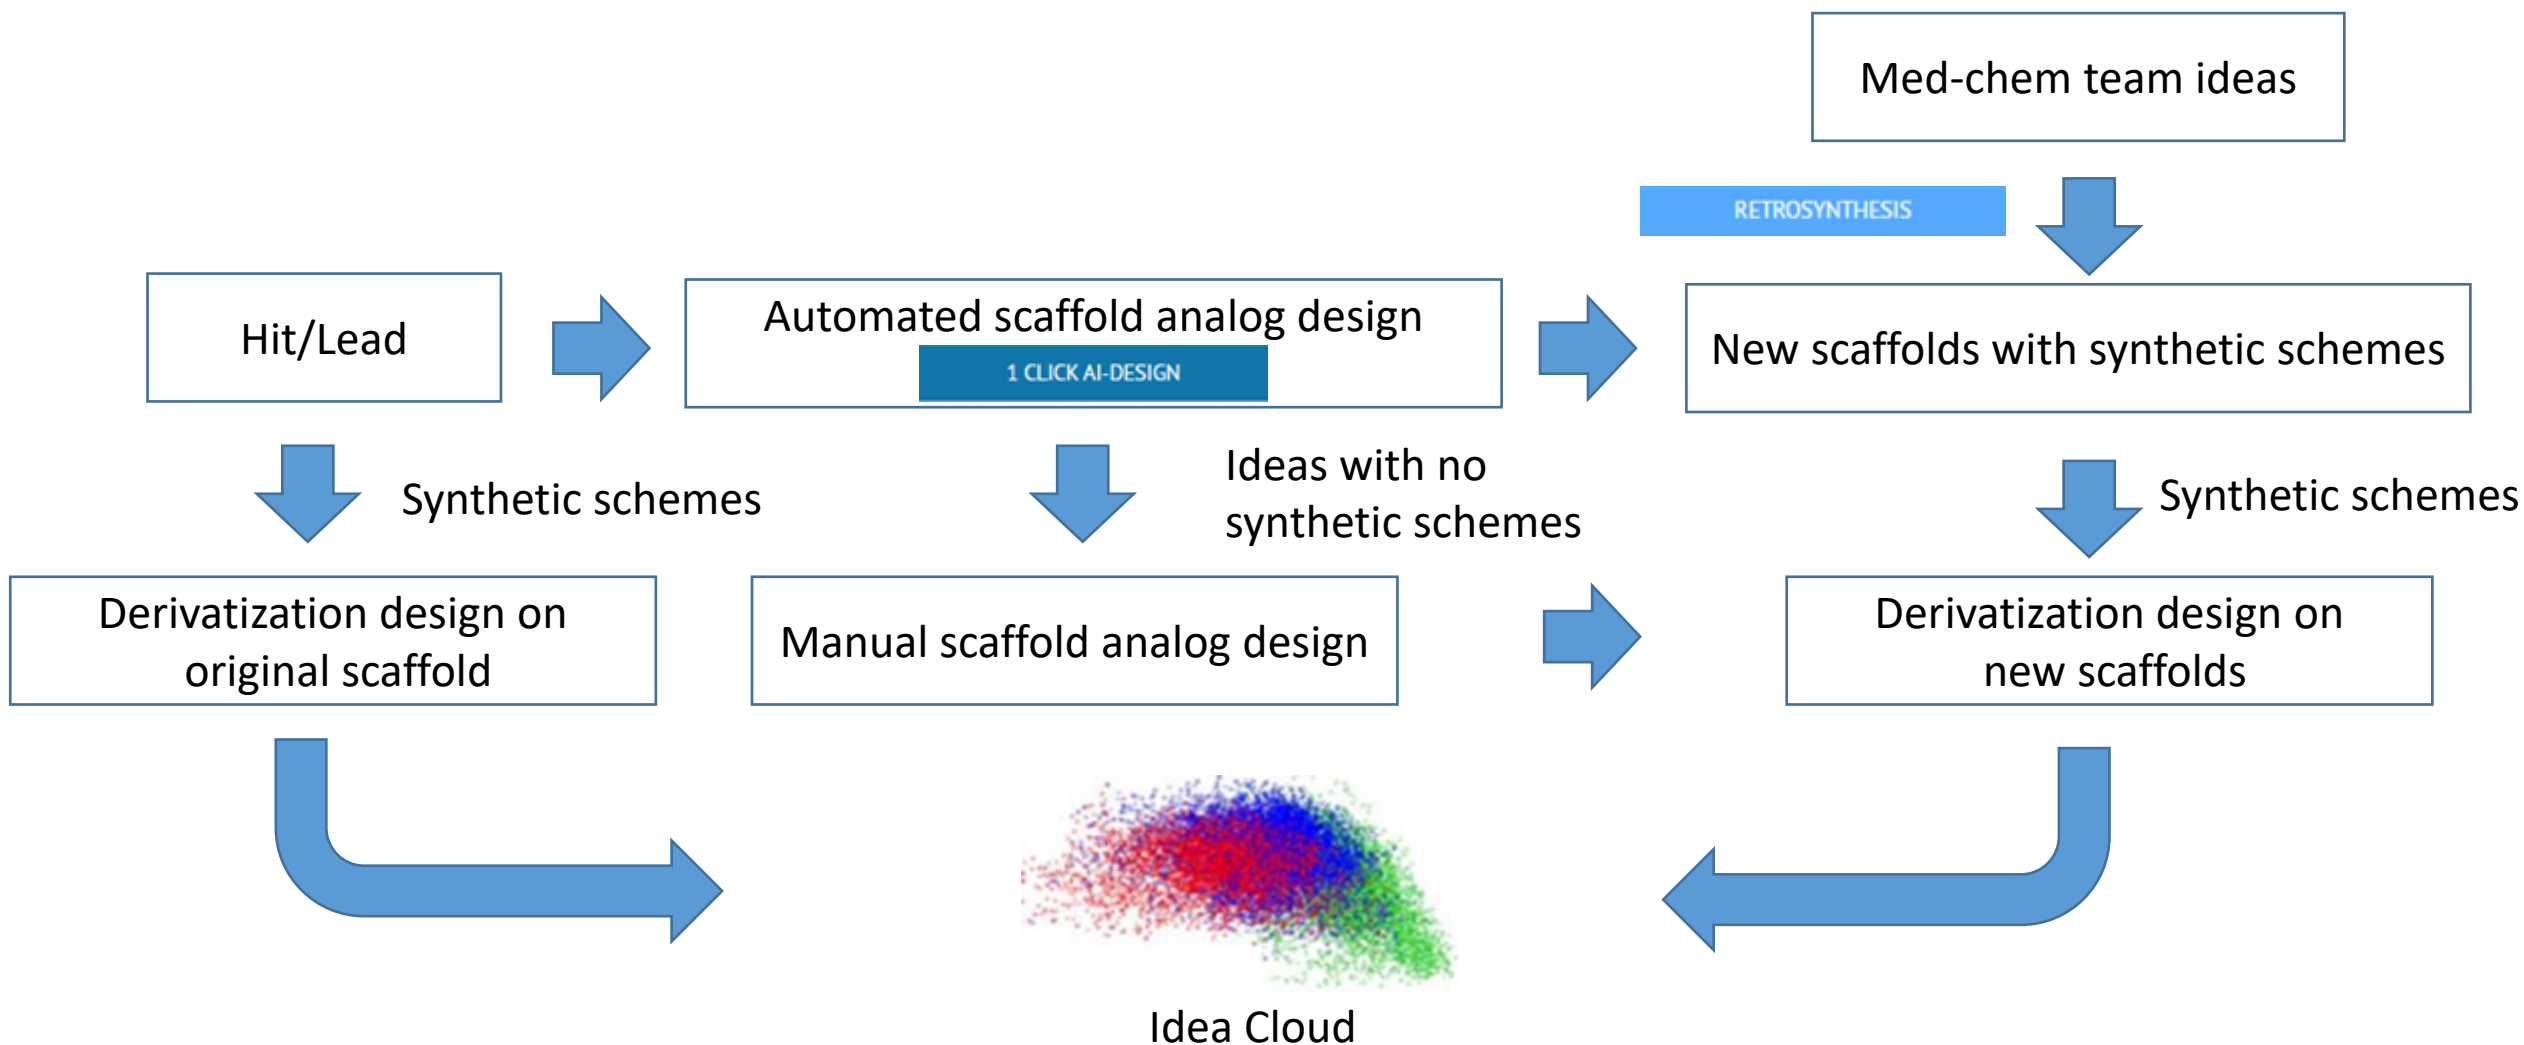 Med-chem team ideas
RETROSYNTHESIS
Hit/Lead
Automated scaffold analog design
1 CLICK AI-DESIGN
New scaffolds with synthetic schemes
Synthetic schemes
Ideas with no
synthetic schemes
Synthetic schemes
Derivatization design on
original scaffold
Manual scaffold analog design
Derivatization design on
new scaffolds
Idea Cloud